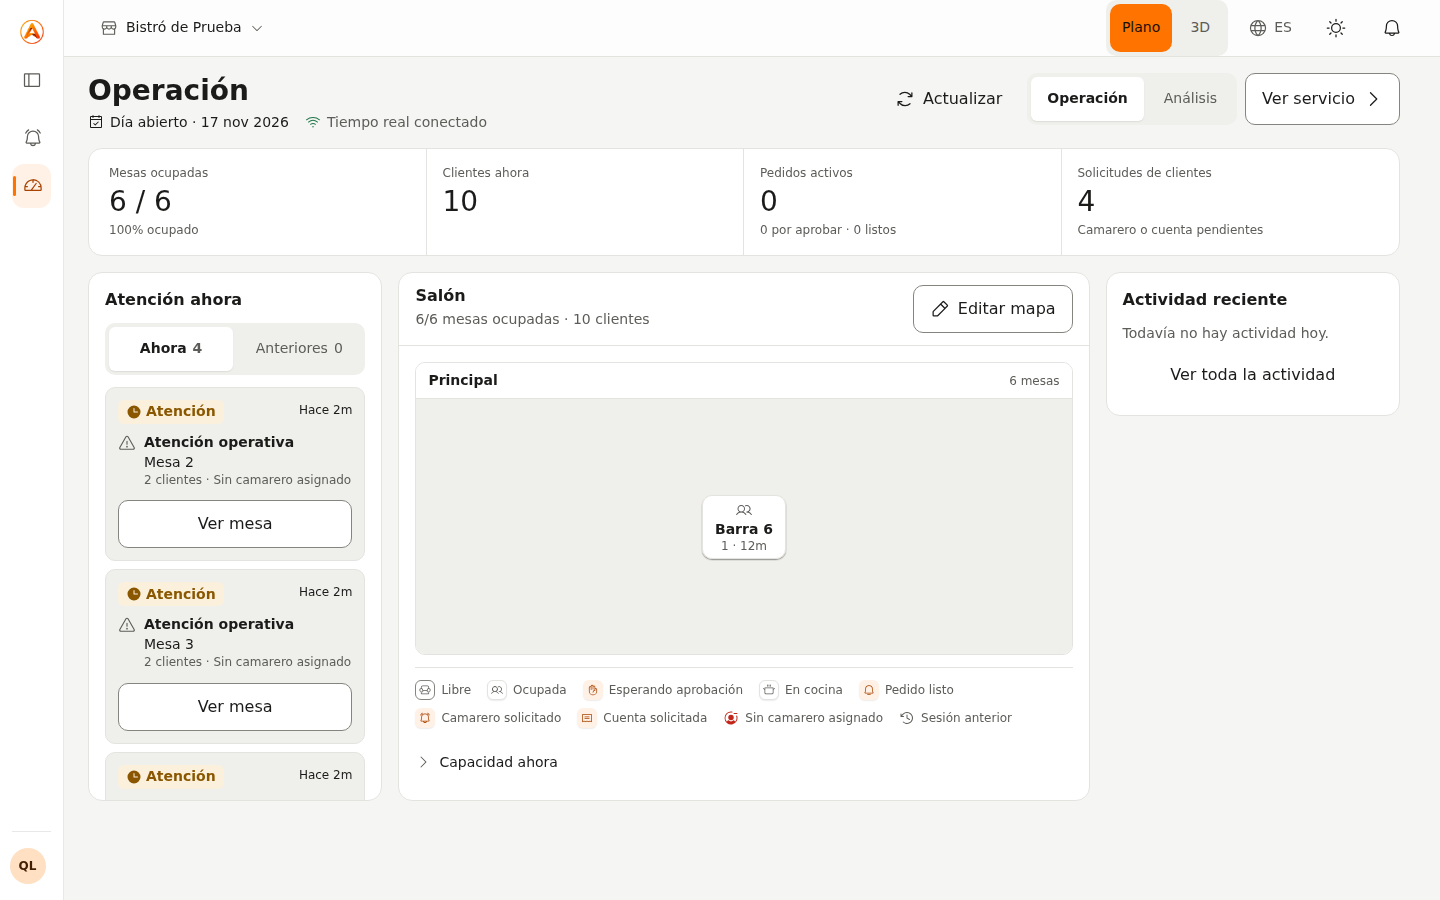 Bistró de Prueba
Plano
3D
ES
Operación
Día abierto · 17 nov 2026
Tiempo real conectado
Actualizar
Operación
Análisis
Ver servicio
Mesas ocupadas
6 / 6
100% ocupado
Clientes ahora
10
Pedidos activos
0
0 por aprobar · 0 listos
Solicitudes de clientes
4
Camarero o cuenta pendientes
Atención ahora
Ahora 4
Anteriores 0
Atención
Hace 2m
Atención operativa
Mesa 2
2 clientes · Sin camarero asignado
Ver mesa
Atención
Hace 2m
Atención operativa
Mesa 3
2 clientes · Sin camarero asignado
Ver mesa
Atención
Hace 2m
Salón
6/6 mesas ocupadas · 10 clientes
Editar mapa
Principal
6 mesas
Barra 6
1 · 12m
Libre
Ocupada
Esperando aprobación
En cocina
Pedido listo
Camarero solicitado
Cuenta solicitada
Sin camarero asignado
Sesión anterior
Capacidad ahora
Actividad reciente
Todavía no hay actividad hoy.
Ver toda la actividad
QL